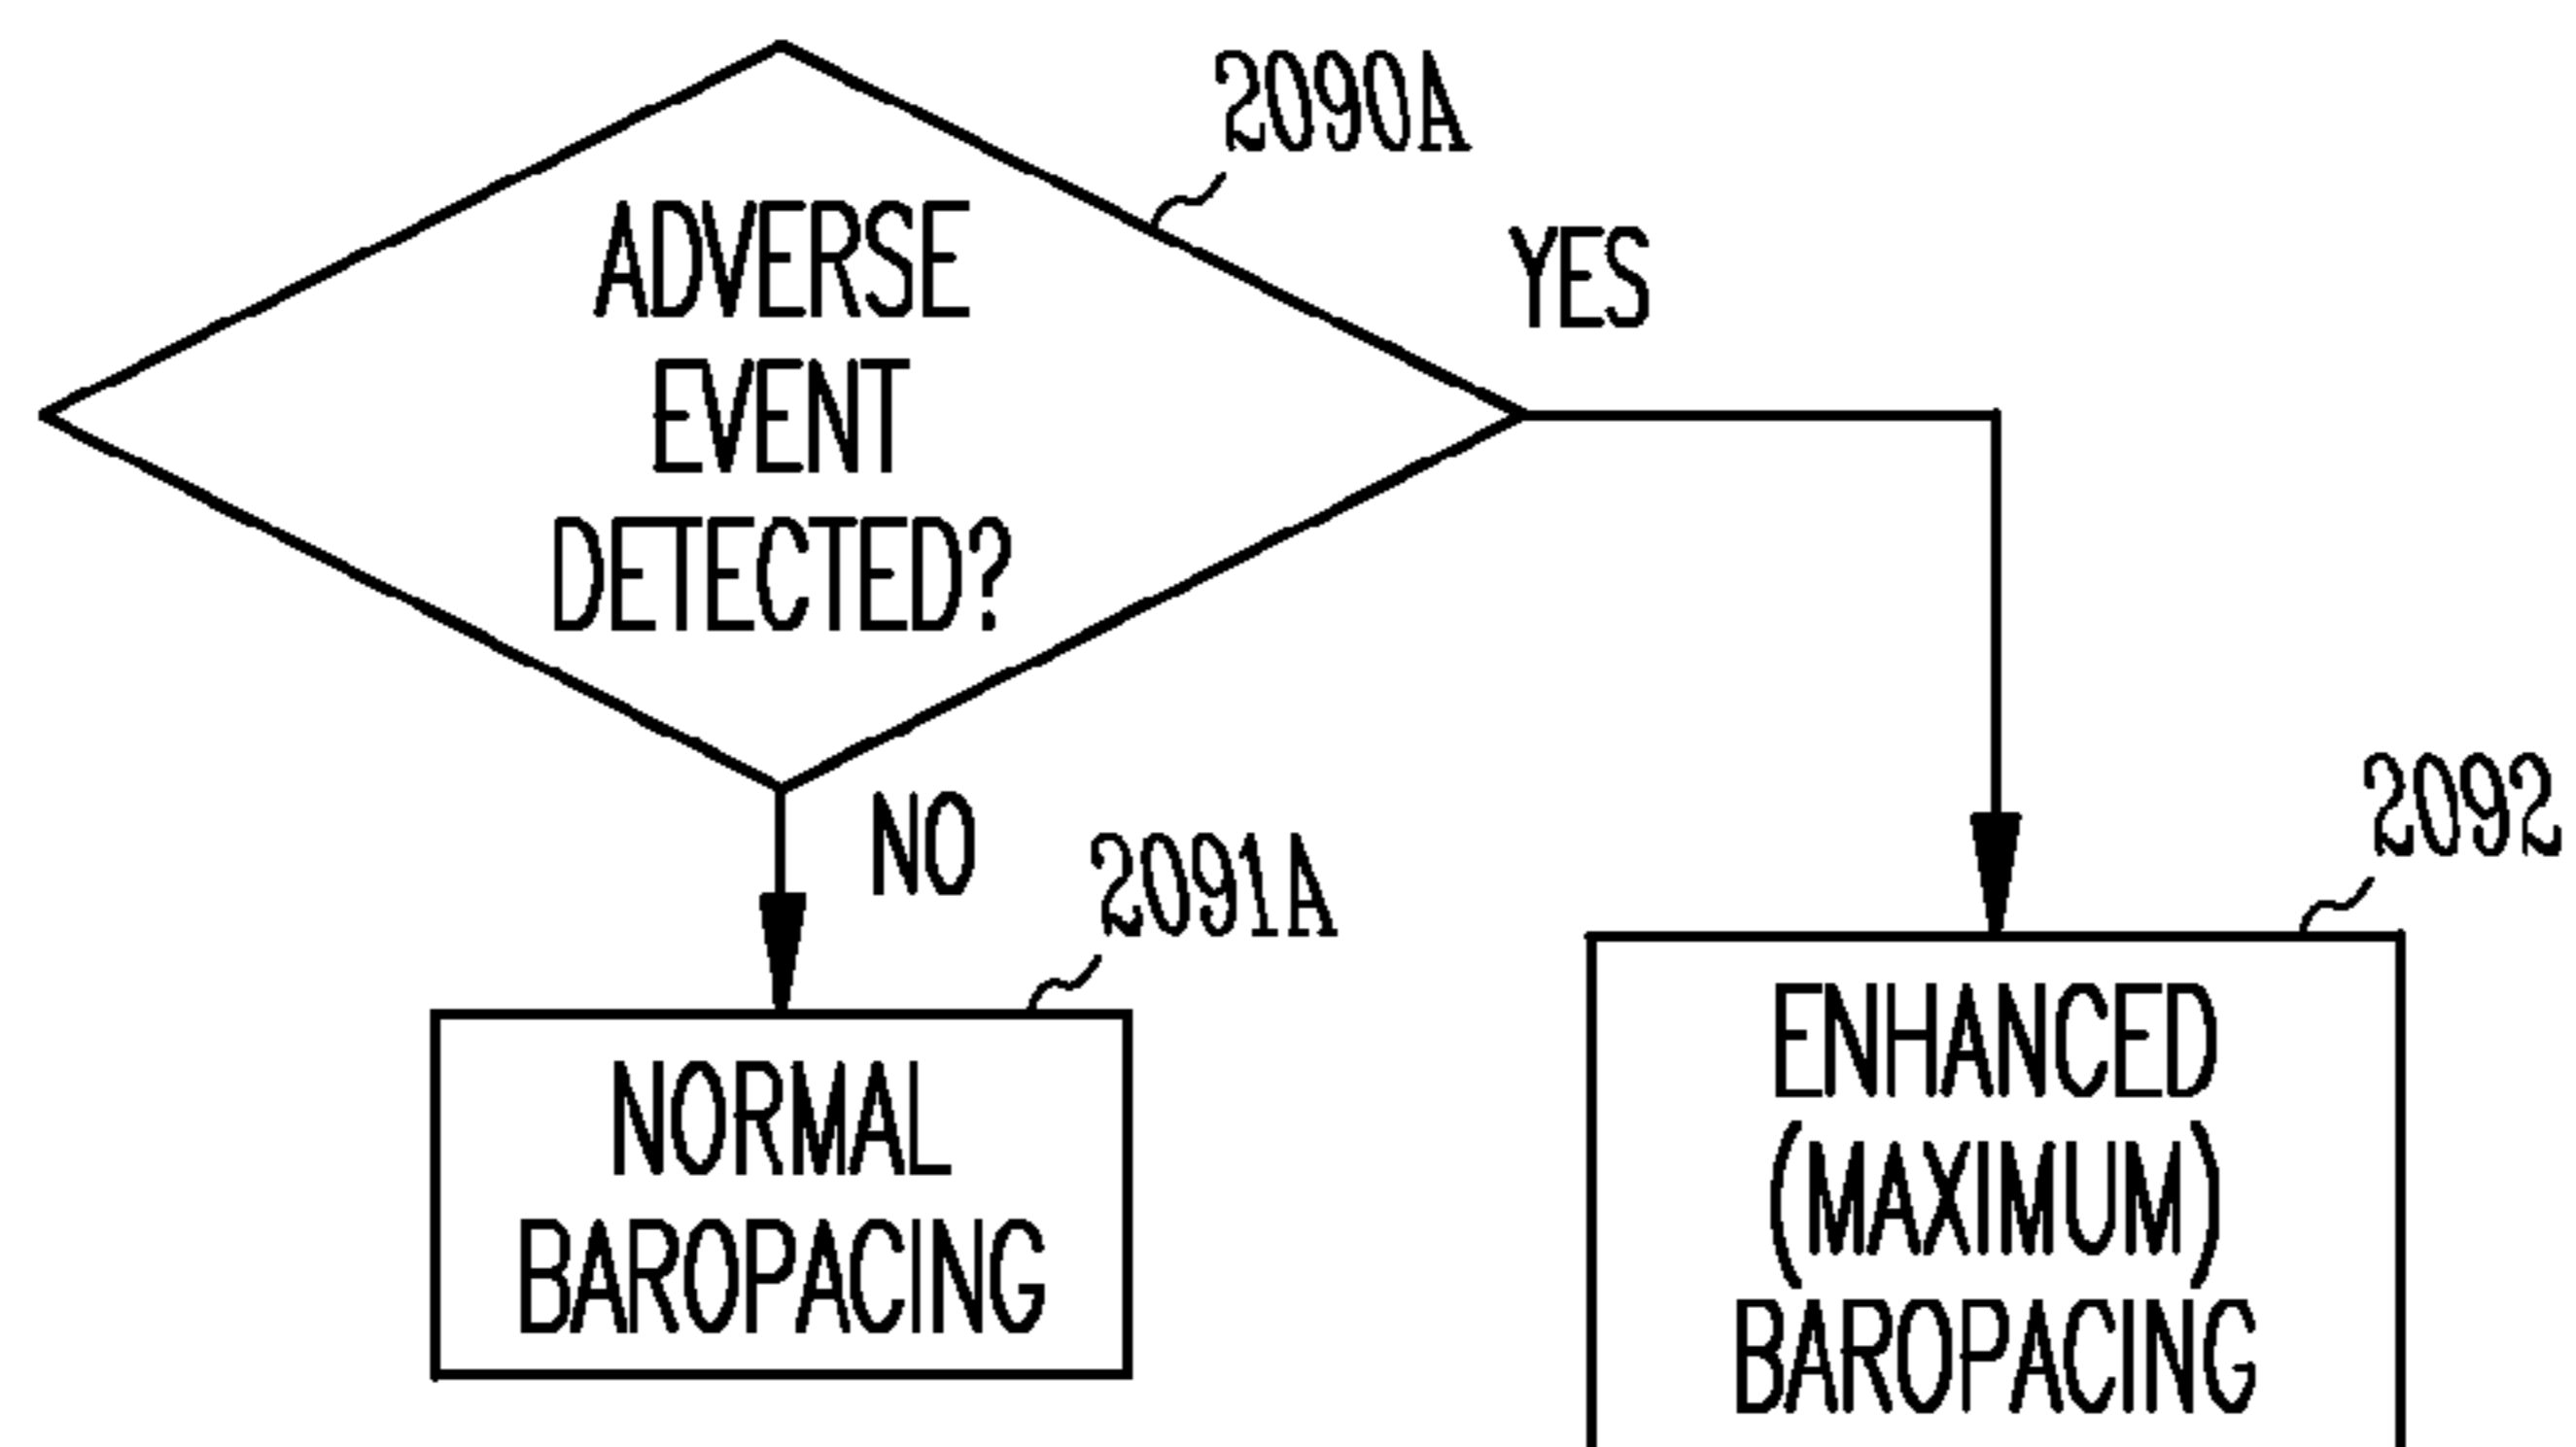 2090A
ADVERSE
EVENT
DETECTED?
YES
NO
2091A
NORMAL
BAROPACING
2092
ENHANCED
(MAXIMUM)
BAROPACING